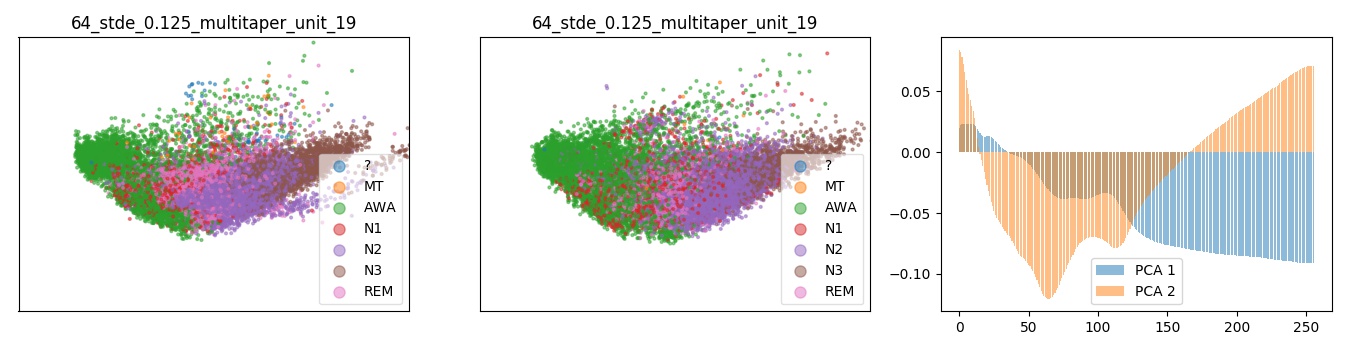 64_stde_0.125_multitaper_unit_19
?
MT
AWA
N1
N2
N3
REM
64_stde_0.125_multitaper_unit_19
?
MT
AWA
N1
N2
N3
REM
0.05
0.00
−0.05
−0.10
PCA 1
PCA 2
0 50 100 150 200 250